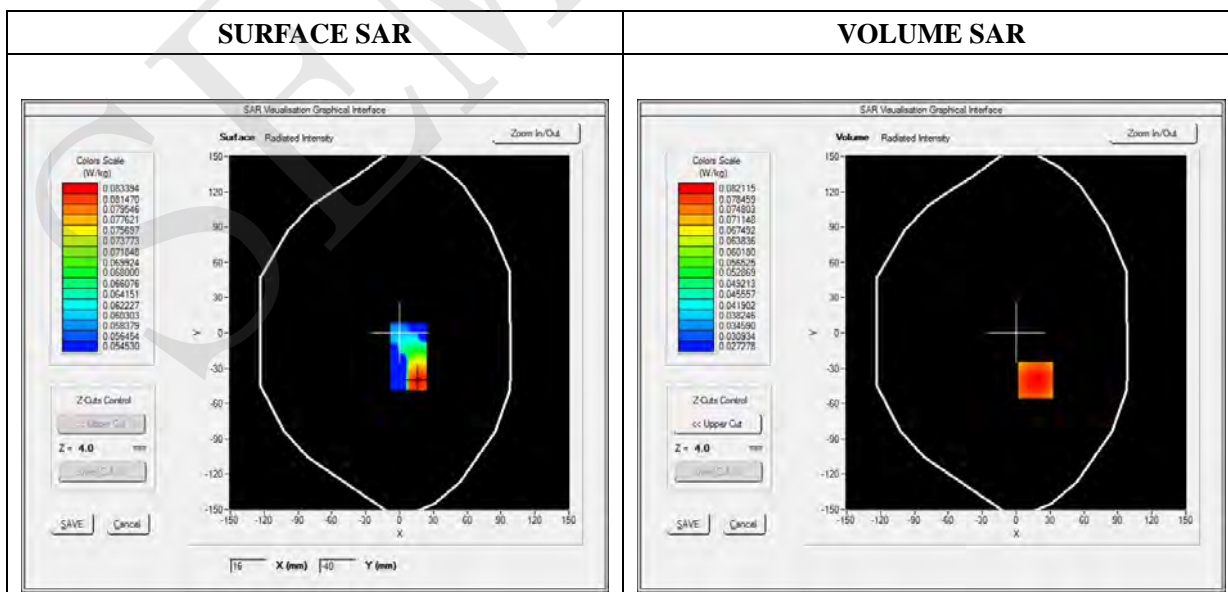 SURFACE SAR
VOLUME SAR
SAR Visualisation Graphical Interface
Surface Radiated Intensity
Zoom In/Out
Colors Scale
(W/kg)
0.083394
0.081470
0.079546
0.077621
0.075697
0.073773
0.071848
0.069924
0.068000
0.066076
0.064151
0.062227
0.060303
0.058379
0.056454
0.054530
150
120
90
60
30
0
-30
-60
-90
-120
-150
Y
-150 -120 -90 -60 -30 0 30 60 90 120 150
X
Z-Cuts Control
<< Upper Cut
Z = 4.0 mm
SAVE Cancel
16 X (mm) -40 Y (mm)
SAR Visualisation Graphical Interface
Volume Radiated Intensity
Zoom In/Out
Colors Scale
(W/kg)
0.082115
0.078459
0.074803
0.071148
0.067492
0.063836
0.060180
0.056525
0.052869
0.049213
0.045557
0.041902
0.038246
0.034590
0.030934
0.027278
150
120
90
60
30
0
-30
-60
-90
-120
-150
Y
-150 -120 -90 -60 -30 0 30 60 90 120 150
X
Z-Cuts Control
<< Upper Cut
Z = 4.0 mm
SAVE Cancel